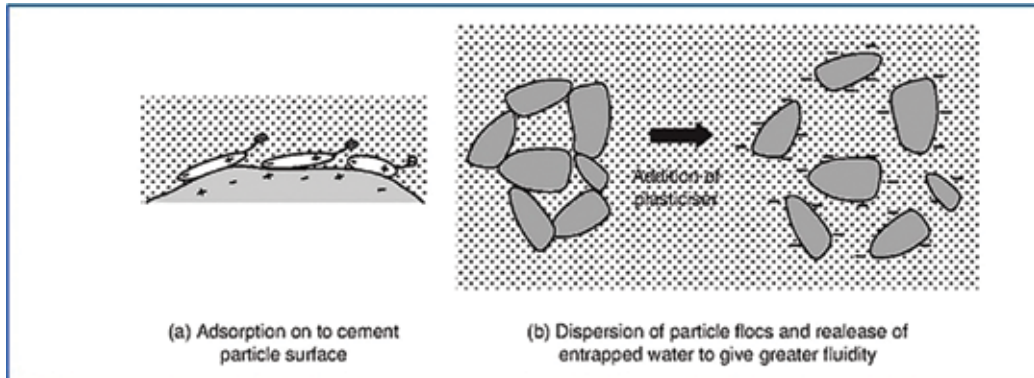 Addition of
plasticiser
(a) Adsorption on to cement
particle surface
(b) Dispersion of particle flocs and realease of
entrapped water to give greater fluidity